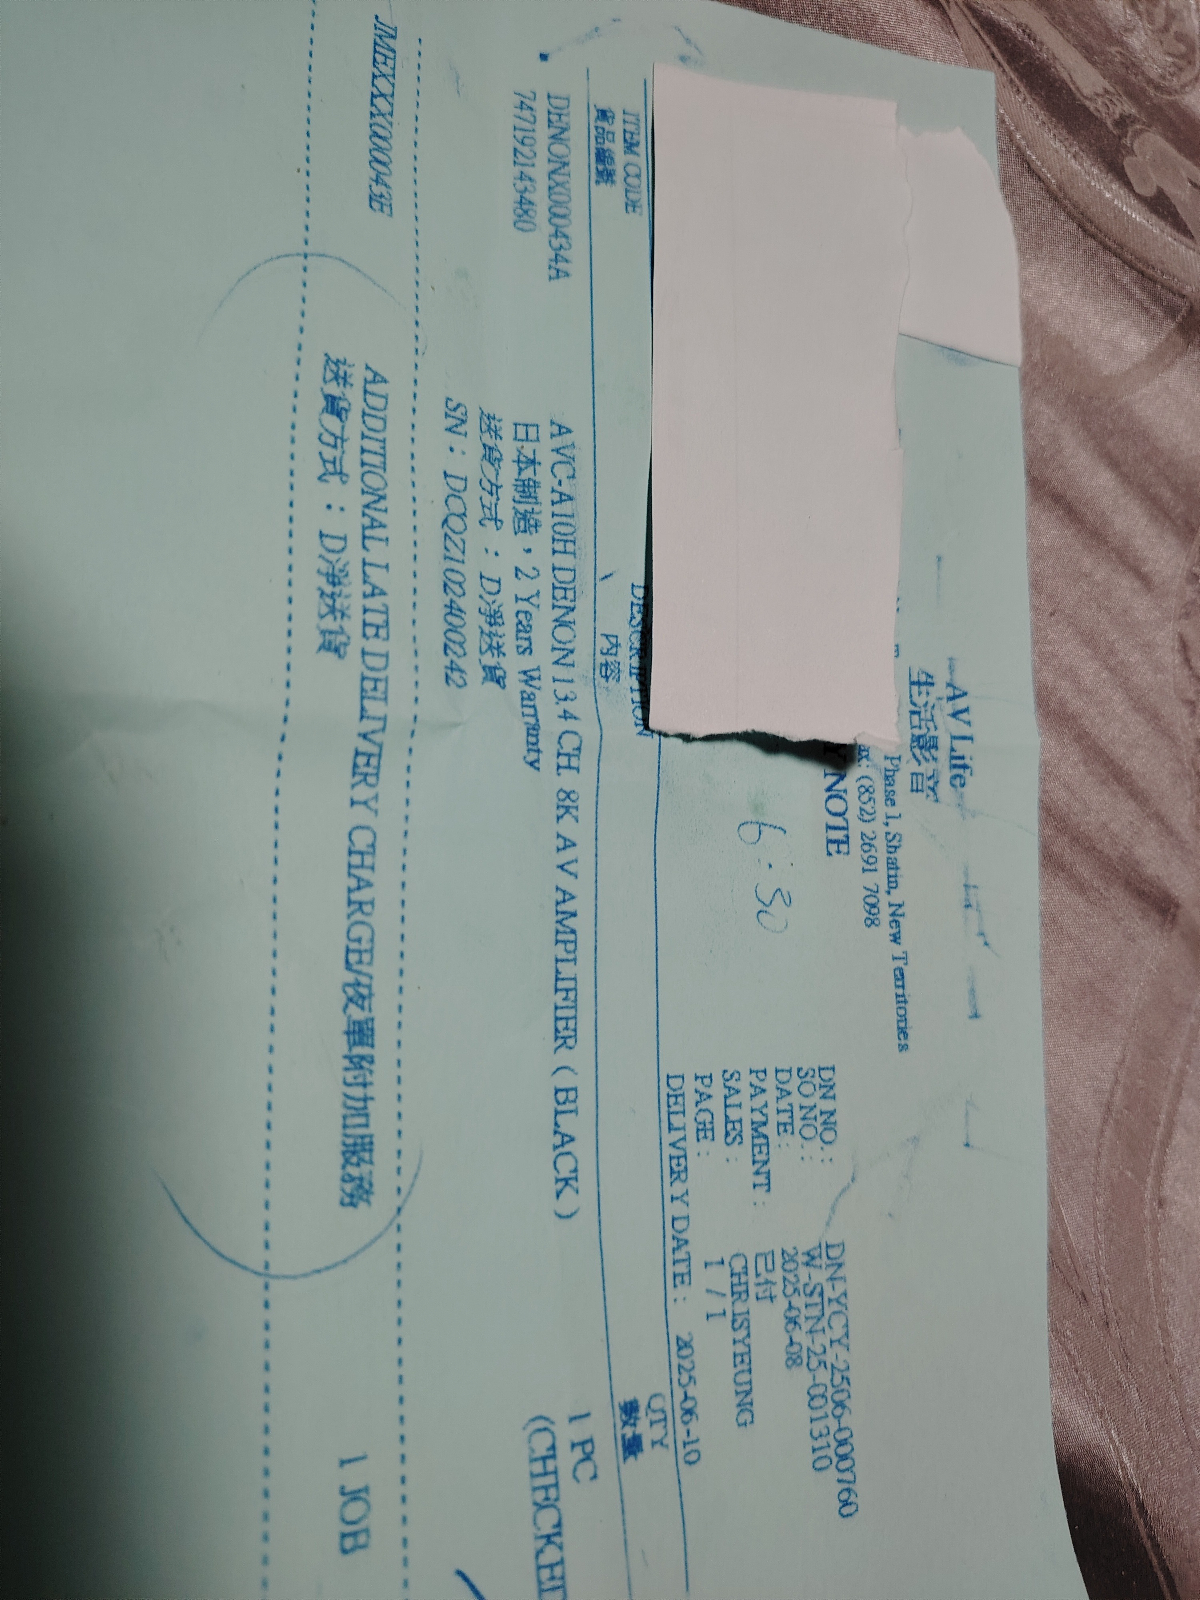 AV Life
生活影音
Phase 1, Shatin, New Territories
ax: (852) 2691 7098
Y NOTE
6:30
DN NO.: DN-YCY-2506-000760
SO NO.: W-STN-25-001310
DATE: 2025-06-08
PAYMENT: 已付
SALES: CHRISYEUNG
PAGE: 1 / 1
DELIVERY DATE: 2025-06-10
ITEM CODE DESCRIPTION QTY
貨品編號 內容 數量
DENONX000434A AVC-A10H DENON 13.4 CH. 8K AV AMPLIFIER ( BLACK ) 1 PC
747192143480 日本制造，2 Years Warranty (CHECKED
送貨方式：D淨送貨
SN：DCQZ102400242
JMEXXX00043E ADDITIONAL LATE DELIVERY CHARGE/夜單附加服務 1 JOB
送貨方式：D淨送貨